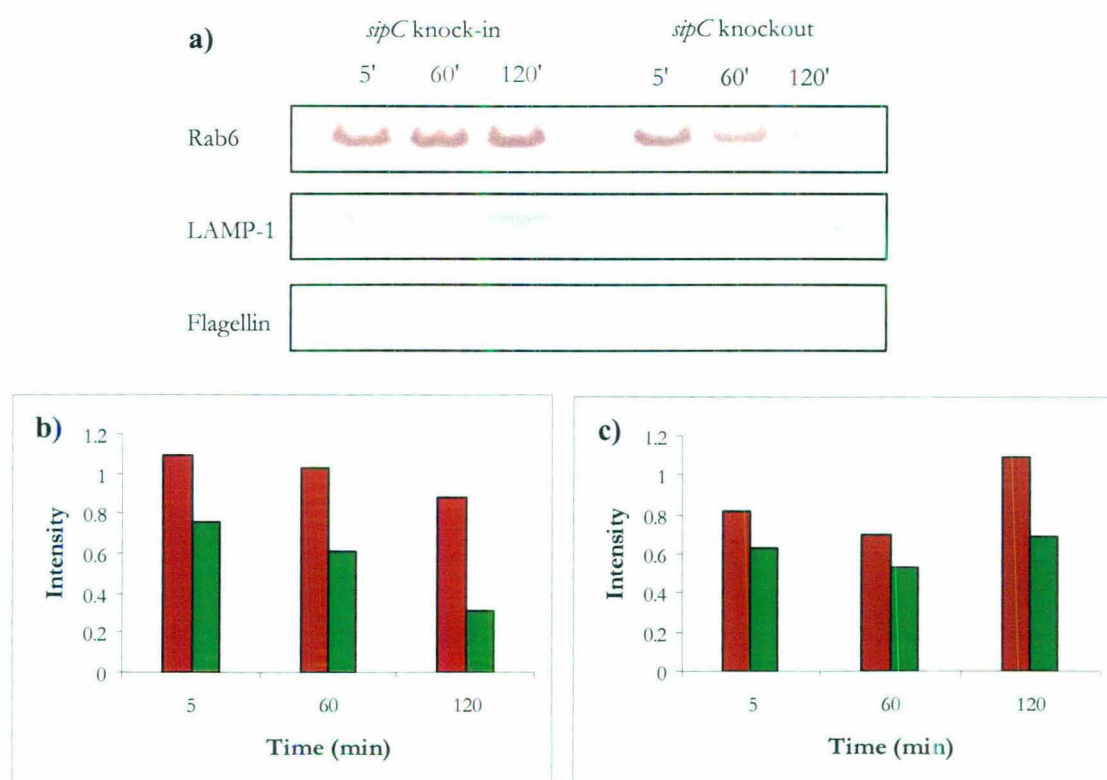 a)
sipC knock-in sipC knockout
5' 60' 120' 5' 60' 120'
Rab6
LAMP-1
Flagellin
b)
1.2
1
0.8
0.6
0.4
0.2
0
Intensity
5 60 120
Time (min)
c)
1.2
1
0.8
0.6
0.4
0.2
0
Intensity
5 60 120
Time (min)